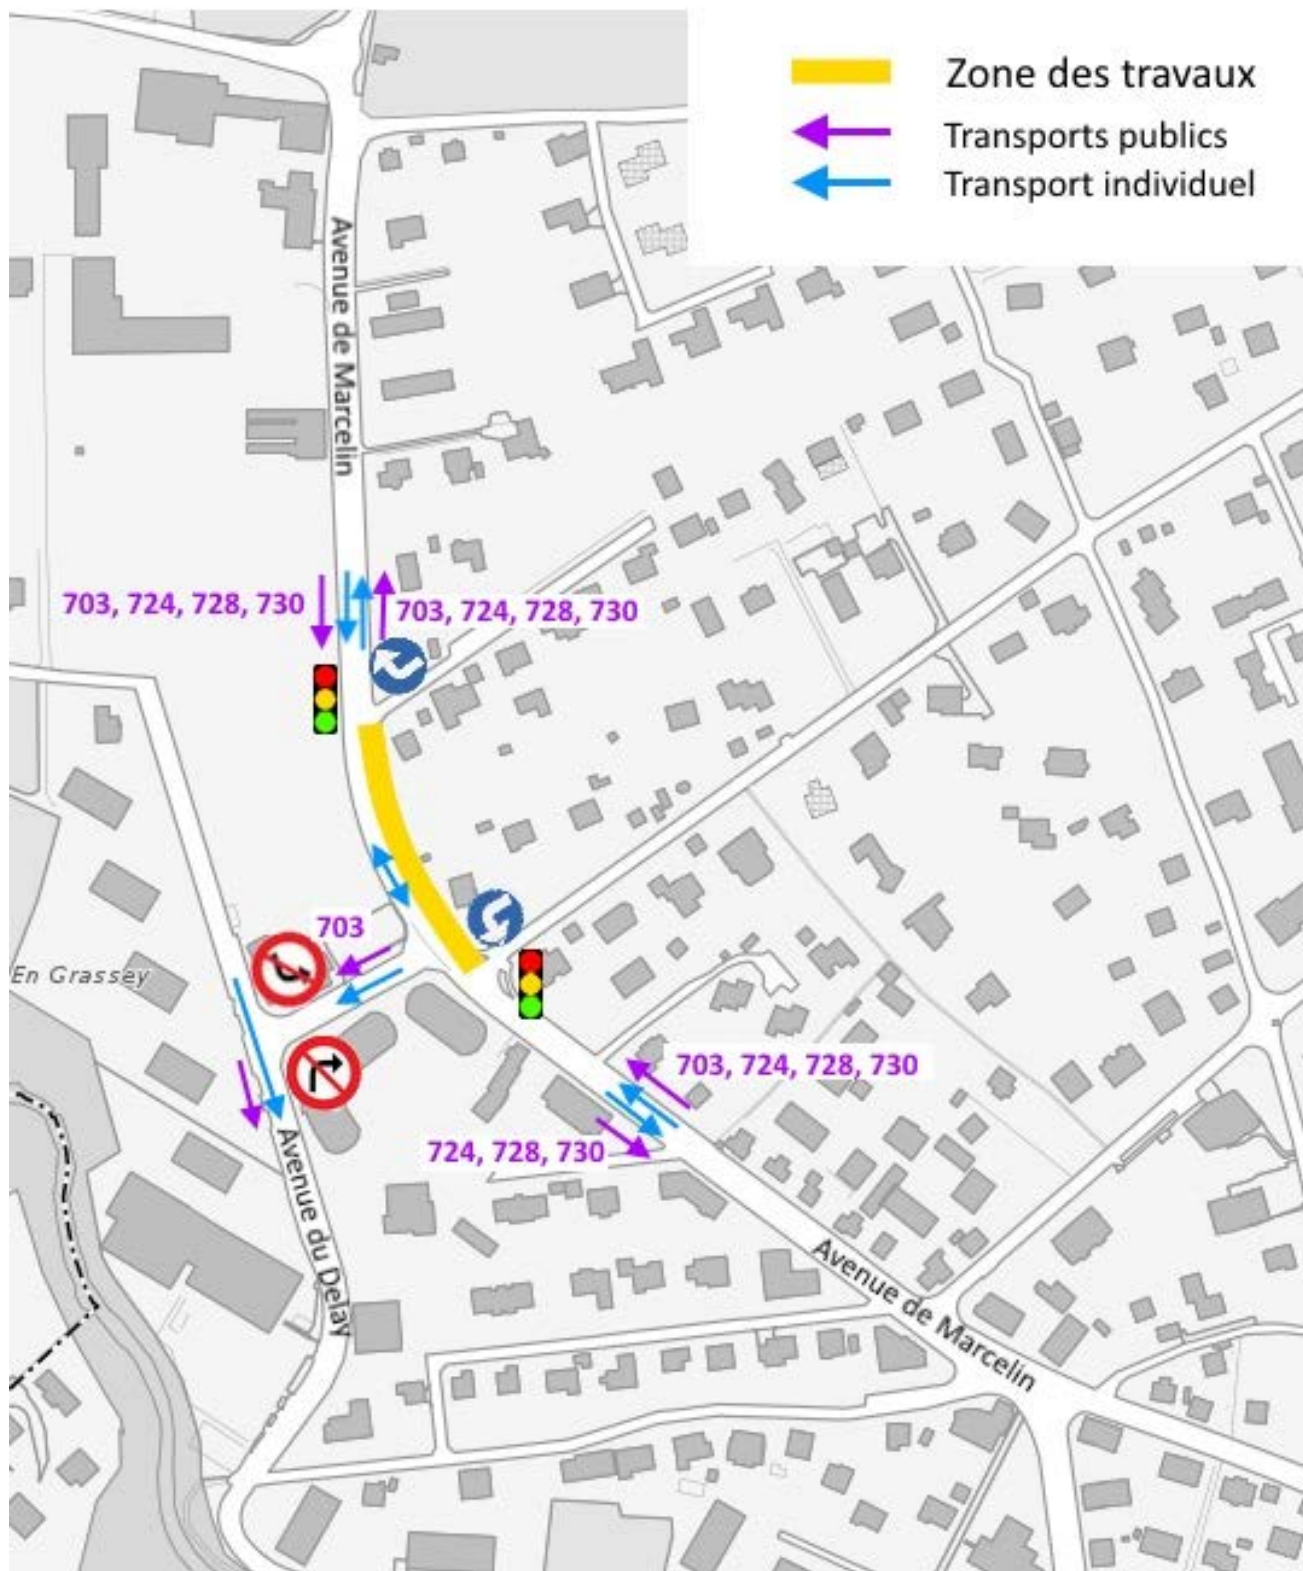 Zone des travaux
Transports publics
Transport individuel
Avenue de Marcelin
703, 724, 728, 730
703, 724, 728, 730
703
En Grassey
703, 724, 728, 730
724, 728, 730
Avenue du Delay
Avenue de Marcelin